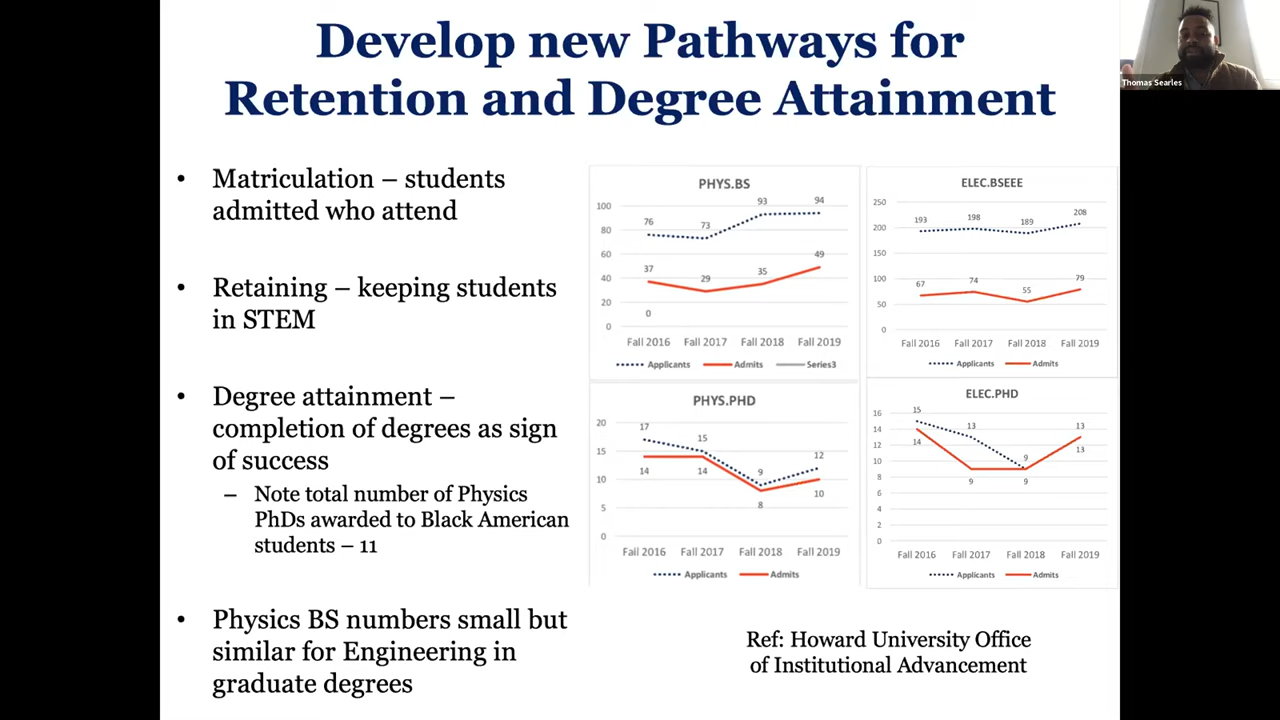 Develop new Pathways for
Retention and Degree Attainment
Thomas Searles
• Matriculation – students
admitted who attend
• Retaining – keeping students
in STEM
• Degree attainment –
completion of degrees as sign
of success
– Note total number of Physics
PhDs awarded to Black American
students – 11
• Physics BS numbers small but
similar for Engineering in
graduate degrees
PHYS.BS
100
80
60
40
20
0
76
73
93
94
37
29
35
49
0
Fall 2016 Fall 2017 Fall 2018 Fall 2019
Applicants Admits Series3
ELEC.BSEEE
250
200
150
100
50
0
193
198
189
208
67
74
55
79
Fall 2016 Fall 2017 Fall 2018 Fall 2019
Applicants Admits
PHYS.PHD
20
15
10
5
0
17
15
9
12
14
14
8
10
Fall 2016 Fall 2017 Fall 2018 Fall 2019
Applicants Admits
ELEC.PHD
16
14
12
10
8
6
4
2
0
15
13
9
13
14
9
9
13
Fall 2016 Fall 2017 Fall 2018 Fall 2019
Applicants Admits
Ref: Howard University Office
of Institutional Advancement